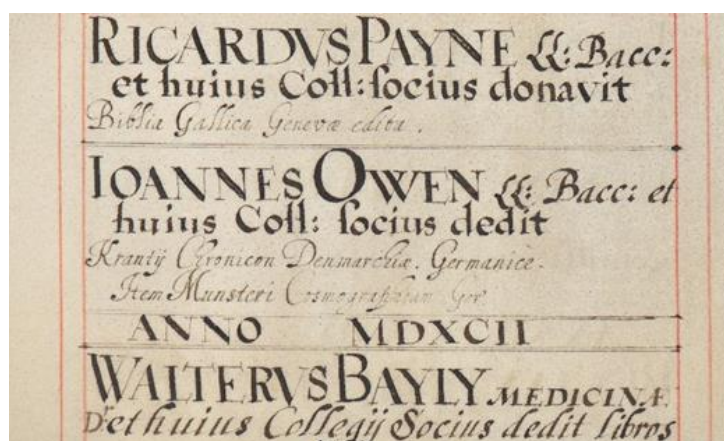 RICARDVS PAYNE LL: Bacc:
et huius Coll: socius donavit
Biblia Gallica Genevæ edita.
IOANNES OWEN LL: Bacc: et
huius Coll: socius dedit
Krantij Chronicon Denmarchiæ. Germanice.
Item Munsteri Cosmographiam Ger.
ANNO MDXCII
WALTERVS BAYLY MEDICINÆ
Dr et huius Collegij Socius dedit libros